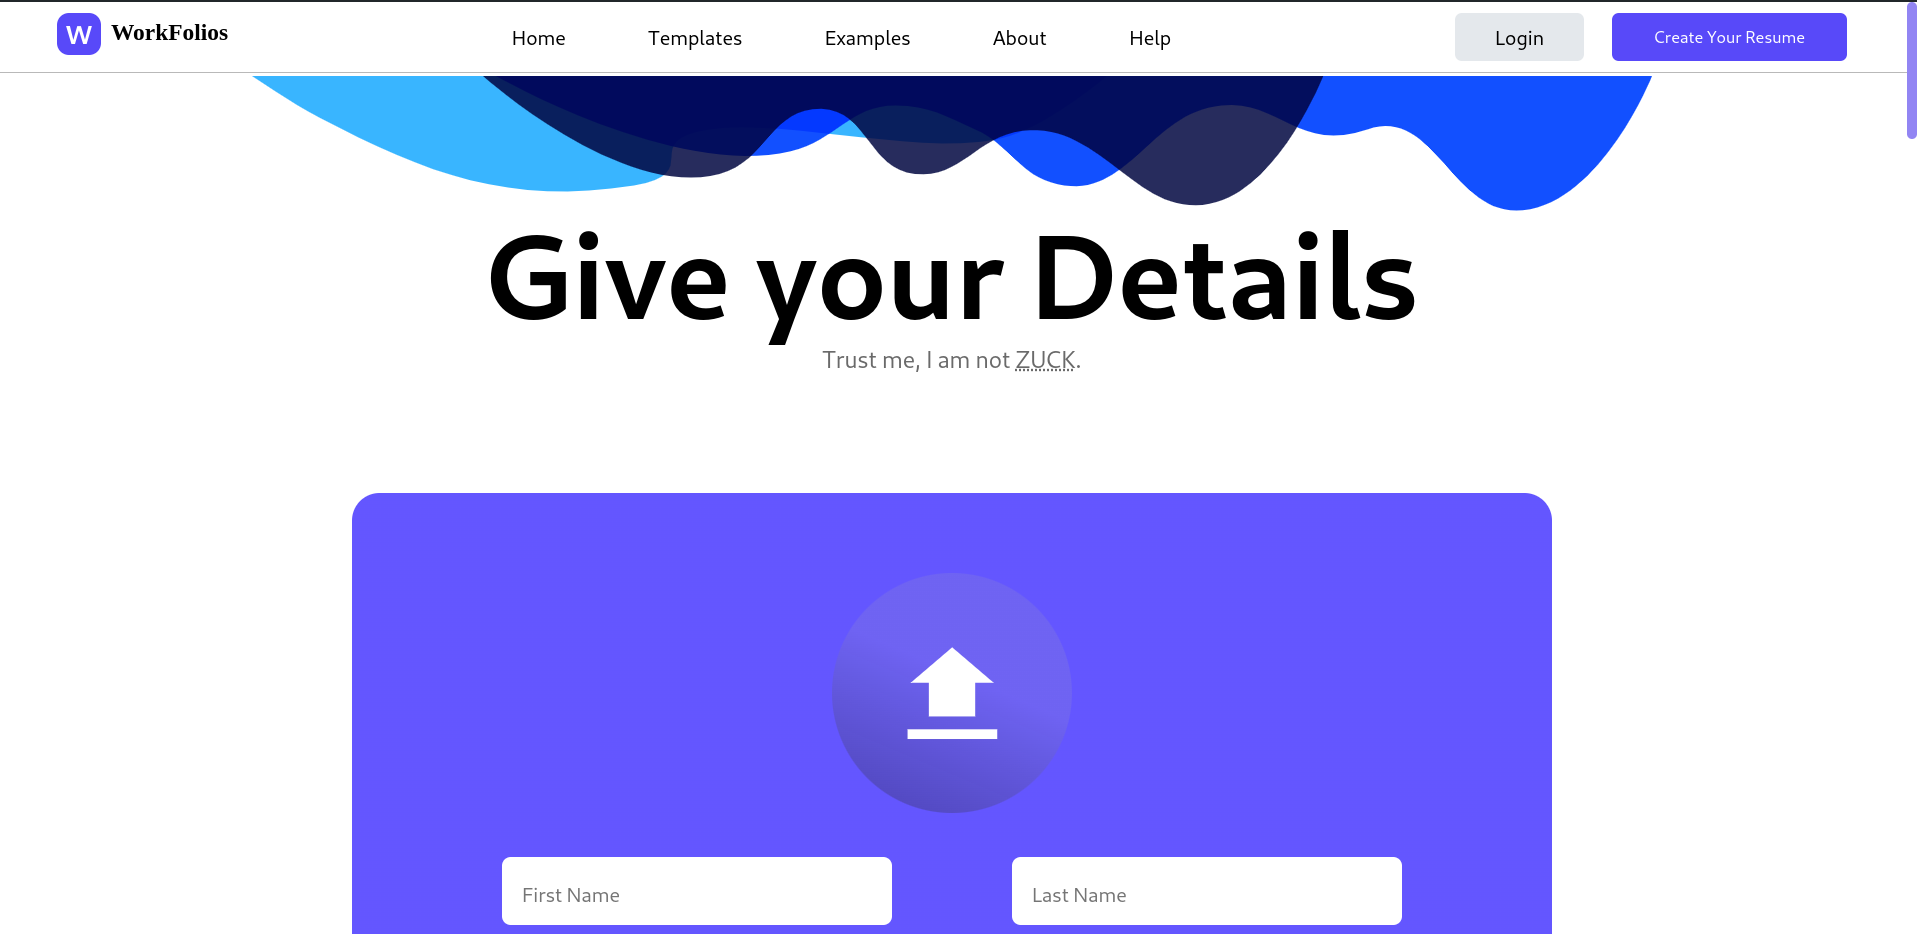 W WorkFolios Home Templates Examples About Help Login Create Your Resume
Give your Details
Trust me, I am not ZUCK.
First Name Last Name